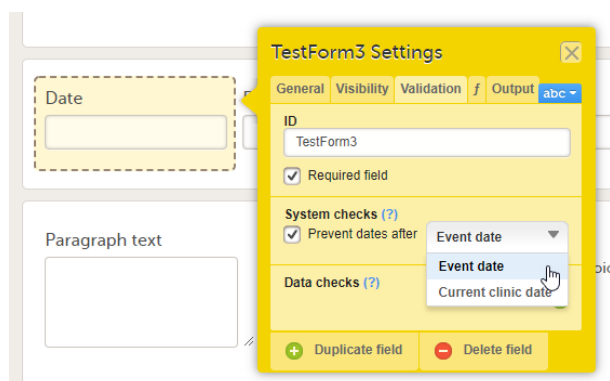 TestForm3 Settings
General Visibility Validation ƒ Output abc
Date
ID
TestForm3
Required field
System checks (?)
Prevent dates after Event date
Event date
Current clinic date
Data checks (?)
Paragraph text
Duplicate field Delete field